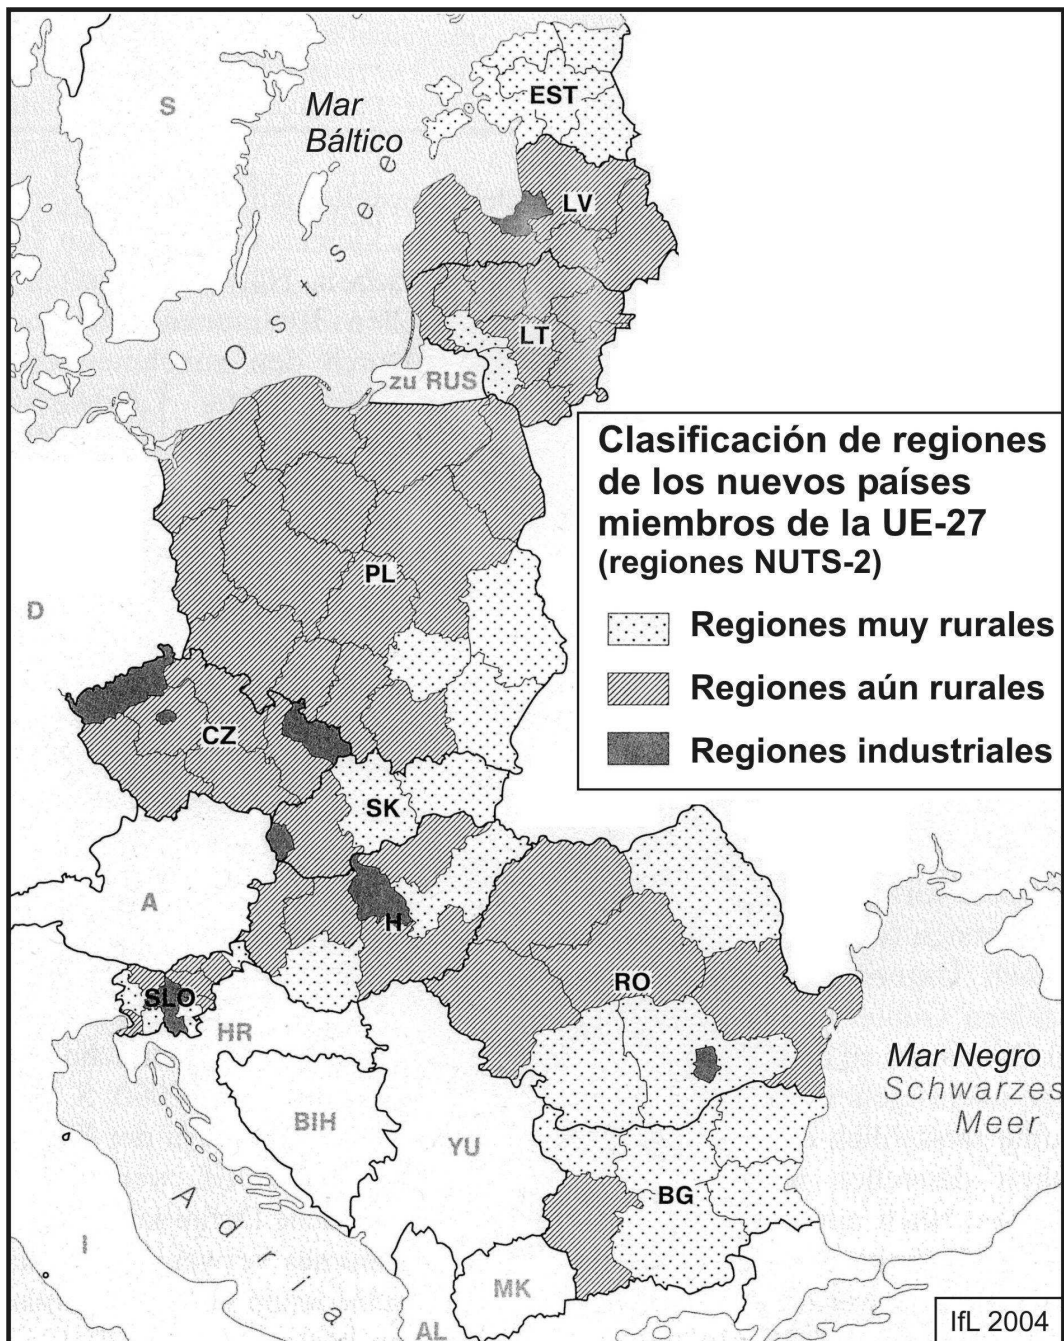 S
Mar
Báltico
EST
LV
Ostsee
LT
zu RUS
Clasificación de regiones
de los nuevos países
miembros de la UE-27
(regiones NUTS-2)
Regiones muy rurales
Regiones aún rurales
Regiones industriales
PL
D
CZ
SK
A
H
SLO
RO
HR
Mar Negro
Schwarzes
Meer
BIH
YU
BG
I
Adria
MK
AL
IfL 2004